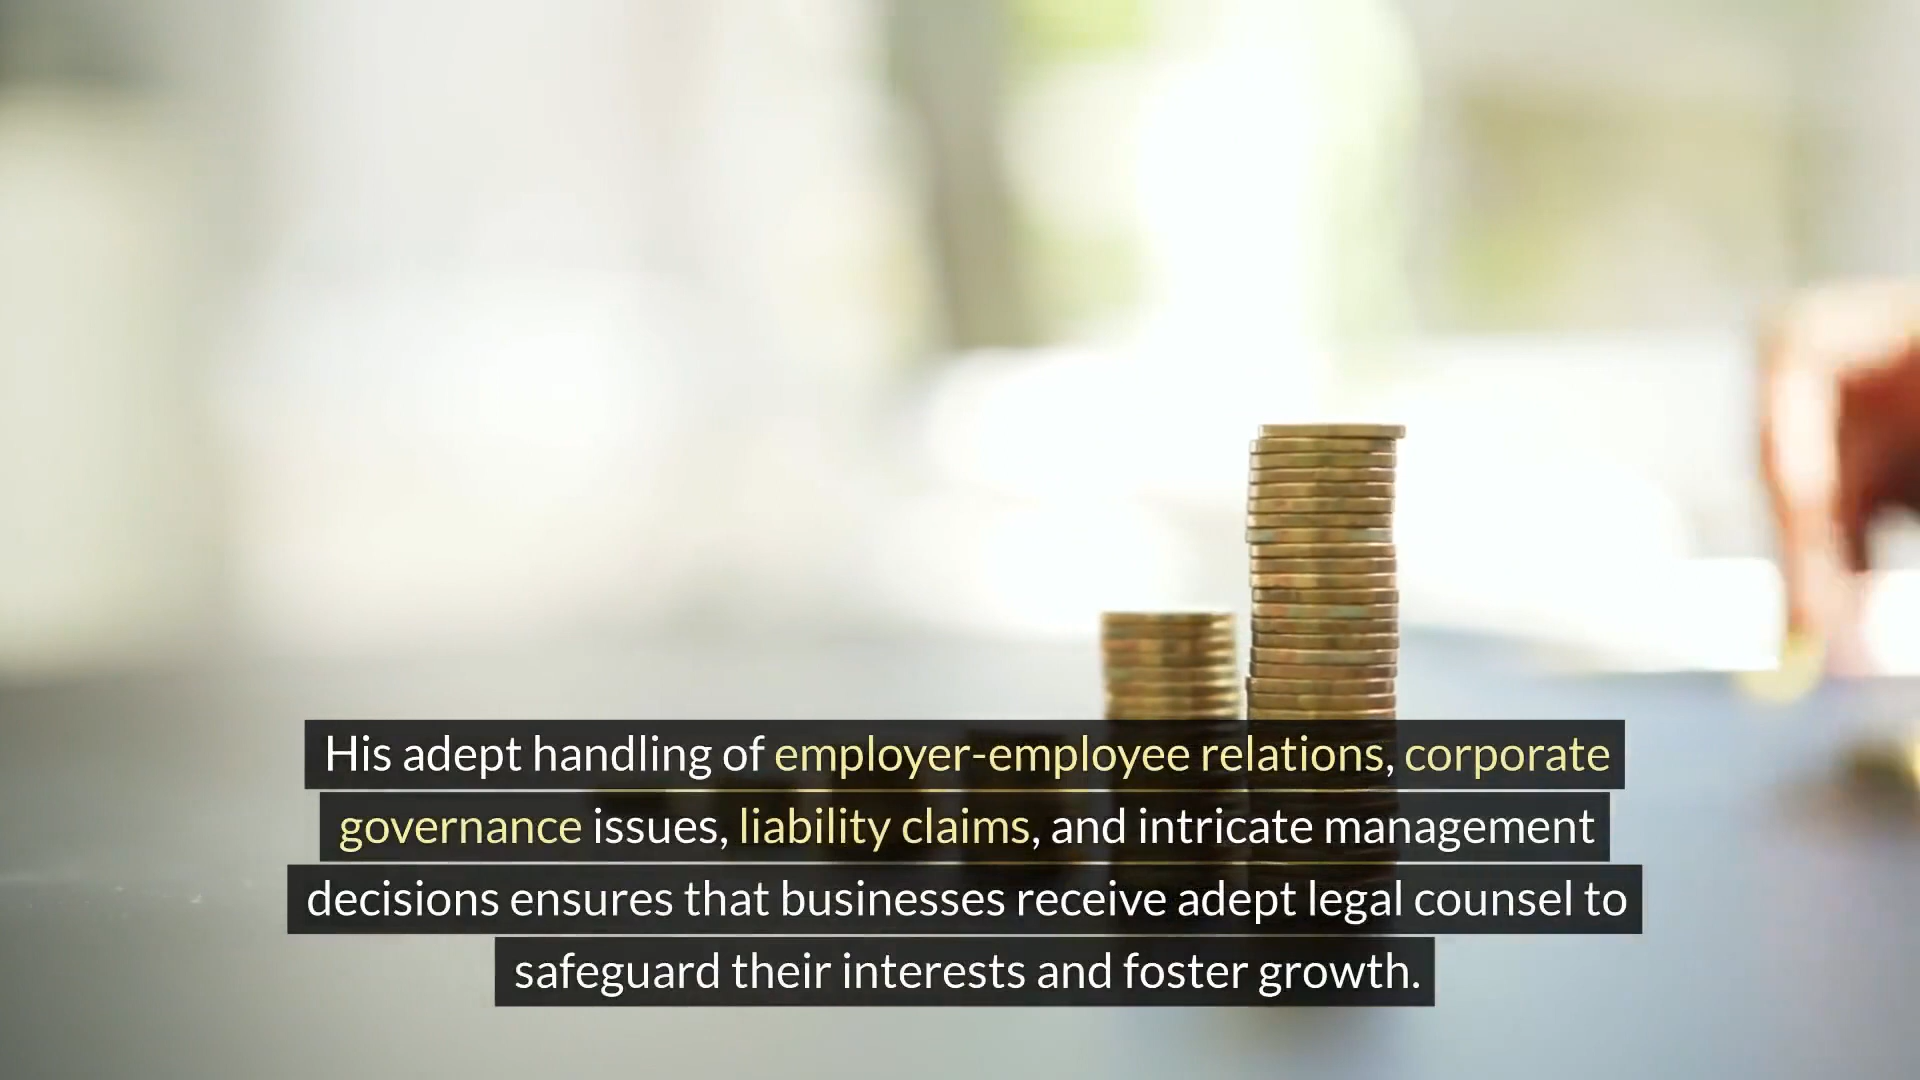 His adept handling of employer-employee relations, corporate
governance issues, liability claims, and intricate management
decisions ensures that businesses receive adept legal counsel to
safeguard their interests and foster growth.